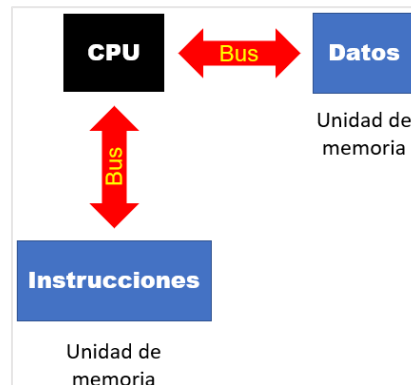 CPU
Bus
Datos
Unidad de
memoria
Bus
Instrucciones
Unidad de
memoria